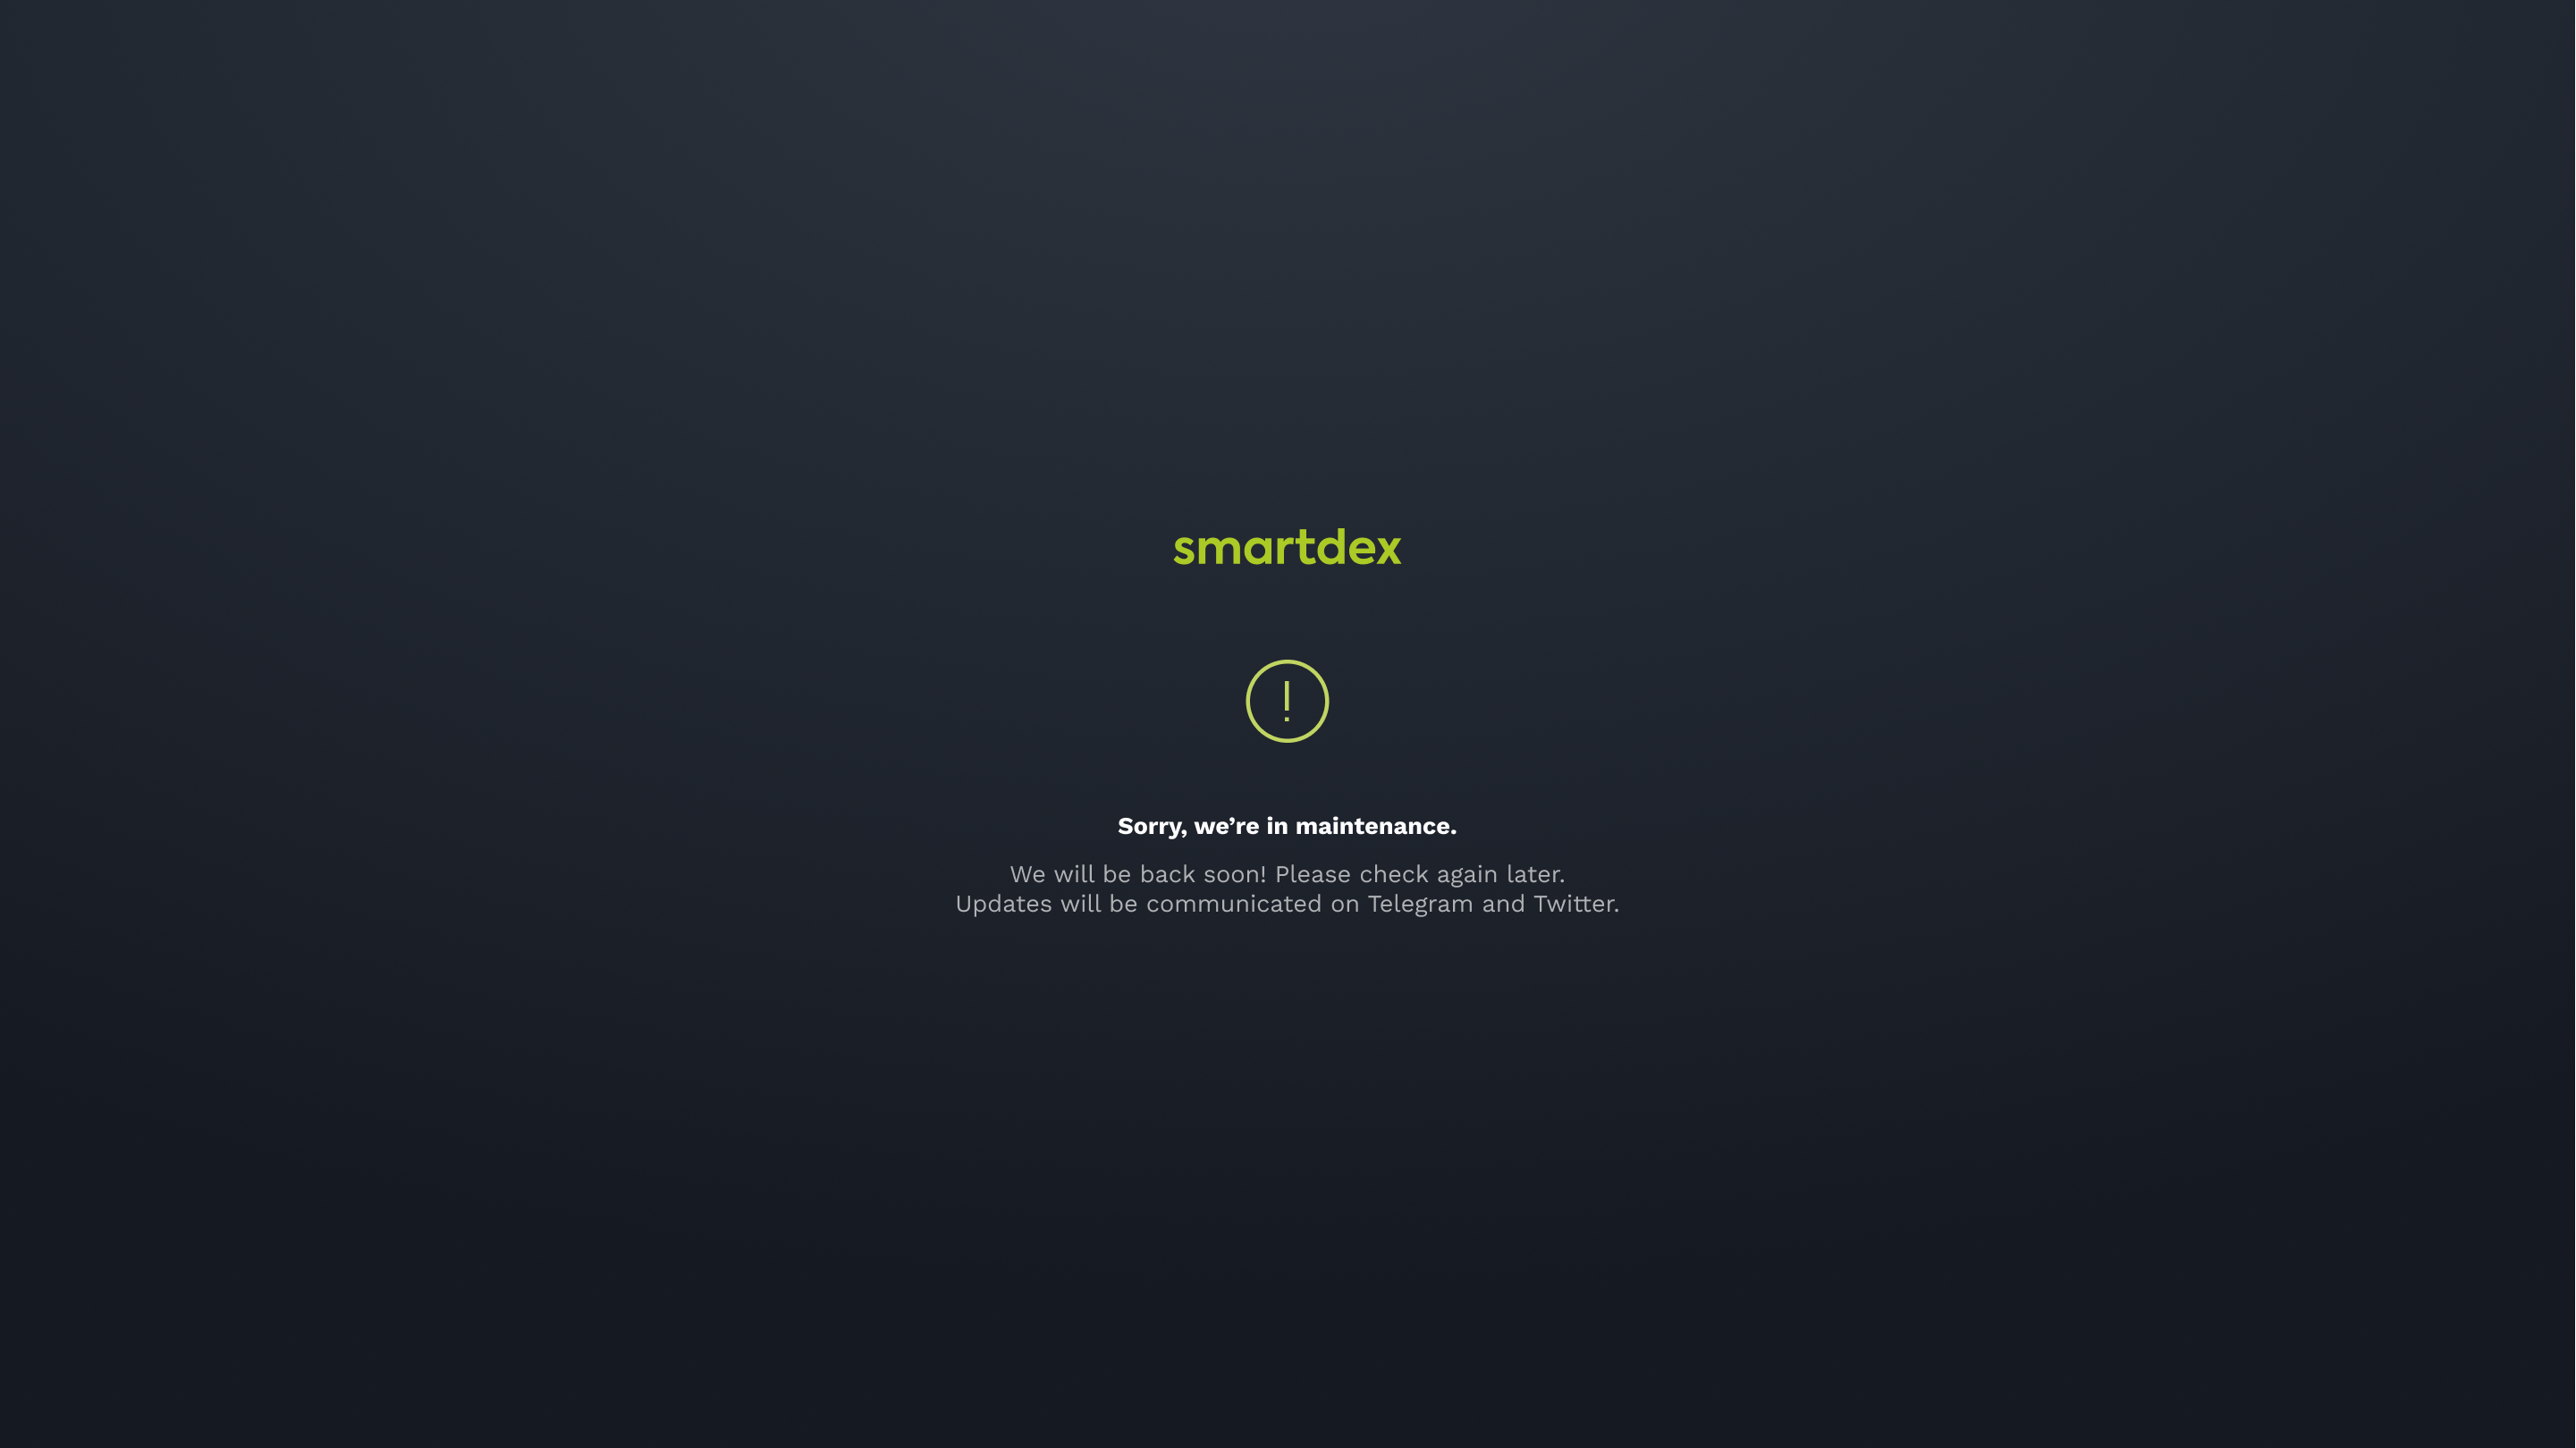 smartdex
Sorry, we’re in maintenance.
We will be back soon! Please check again later.
Updates will be communicated on Telegram and Twitter.